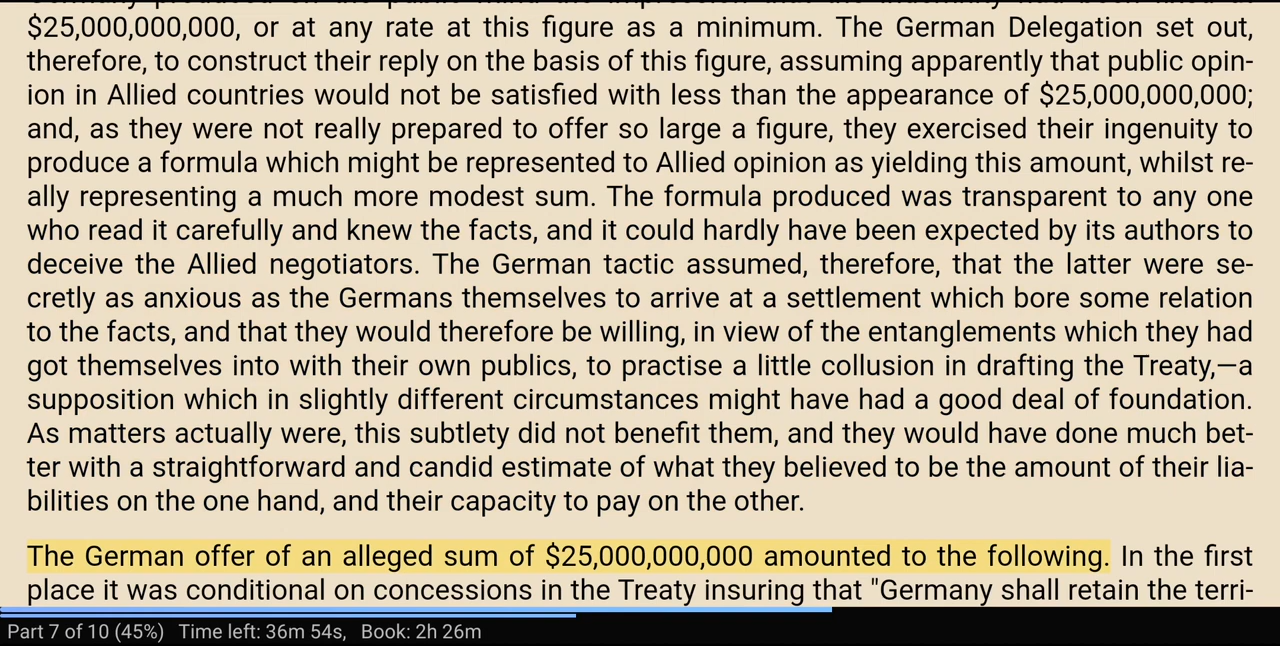 $25,000,000,000, or at any rate at this figure as a minimum. The German Delegation set out,
therefore, to construct their reply on the basis of this figure, assuming apparently that public opin-
ion in Allied countries would not be satisfied with less than the appearance of $25,000,000,000;
and, as they were not really prepared to offer so large a figure, they exercised their ingenuity to
produce a formula which might be represented to Allied opinion as yielding this amount, whilst re-
ally representing a much more modest sum. The formula produced was transparent to any one
who read it carefully and knew the facts, and it could hardly have been expected by its authors to
deceive the Allied negotiators. The German tactic assumed, therefore, that the latter were se-
cretly as anxious as the Germans themselves to arrive at a settlement which bore some relation
to the facts, and that they would therefore be willing, in view of the entanglements which they had
got themselves into with their own publics, to practise a little collusion in drafting the Treaty,—a
supposition which in slightly different circumstances might have had a good deal of foundation.
As matters actually were, this subtlety did not benefit them, and they would have done much bet-
ter with a straightforward and candid estimate of what they believed to be the amount of their lia-
bilities on the one hand, and their capacity to pay on the other.
The German offer of an alleged sum of $25,000,000,000 amounted to the following. In the first
place it was conditional on concessions in the Treaty insuring that "Germany shall retain the terri-
Part 7 of 10 (45%) Time left: 36m 54s, Book: 2h 26m